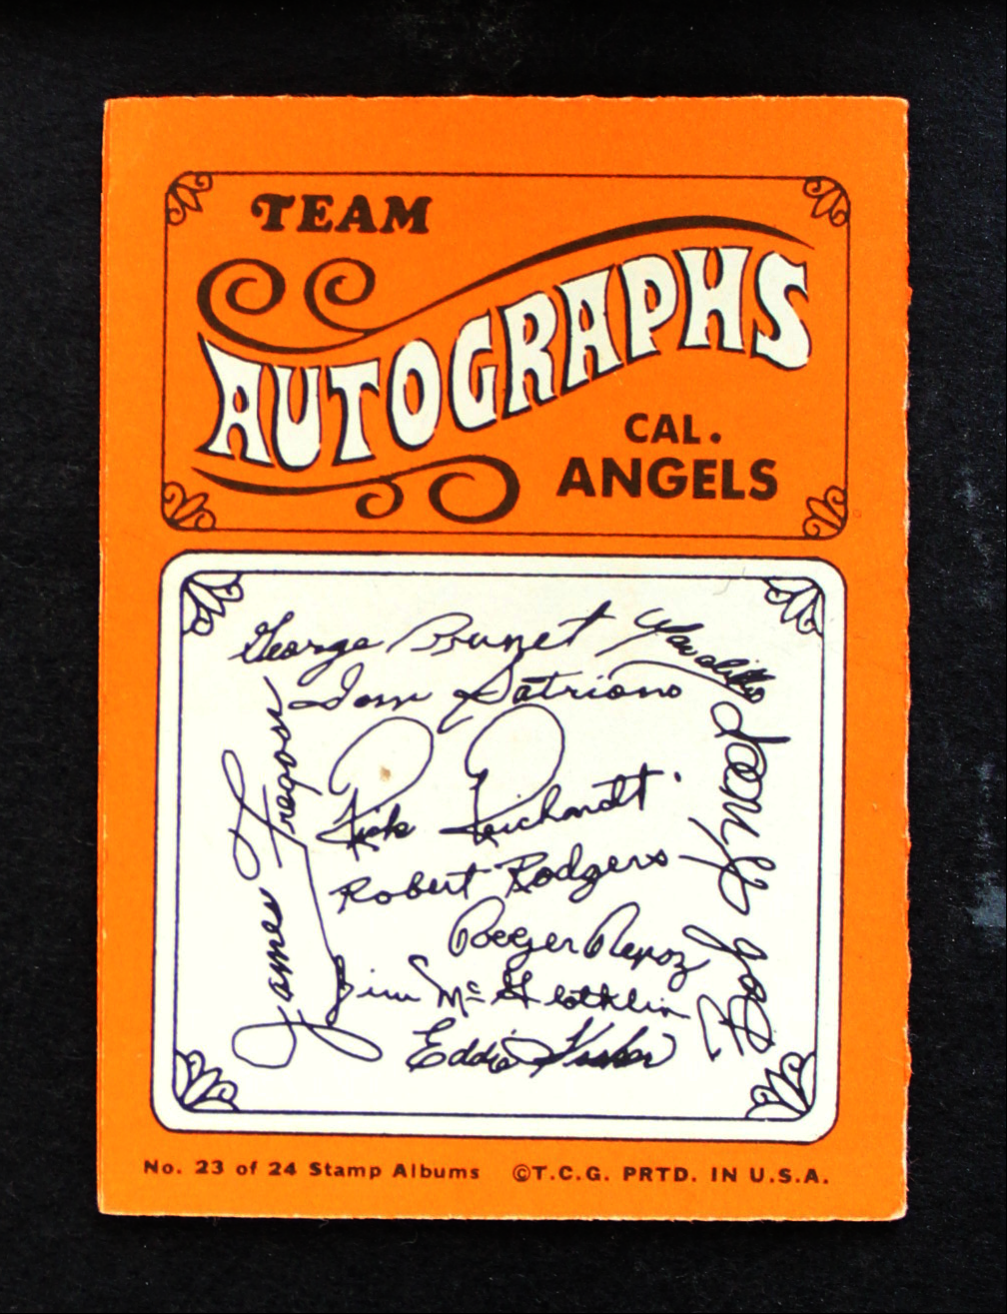 TEAM
AUTOGRAPHS
CAL.
ANGELS
George Brunet
Tom Satriano
Rick Reichardt
Robert Rodgers
Roger Repoz
Jim McGlothlin
Eddie Fisher
James Fregosi
Bob
No. 23 of 24 Stamp Albums ©T.C.G. PRTD. IN U.S.A.